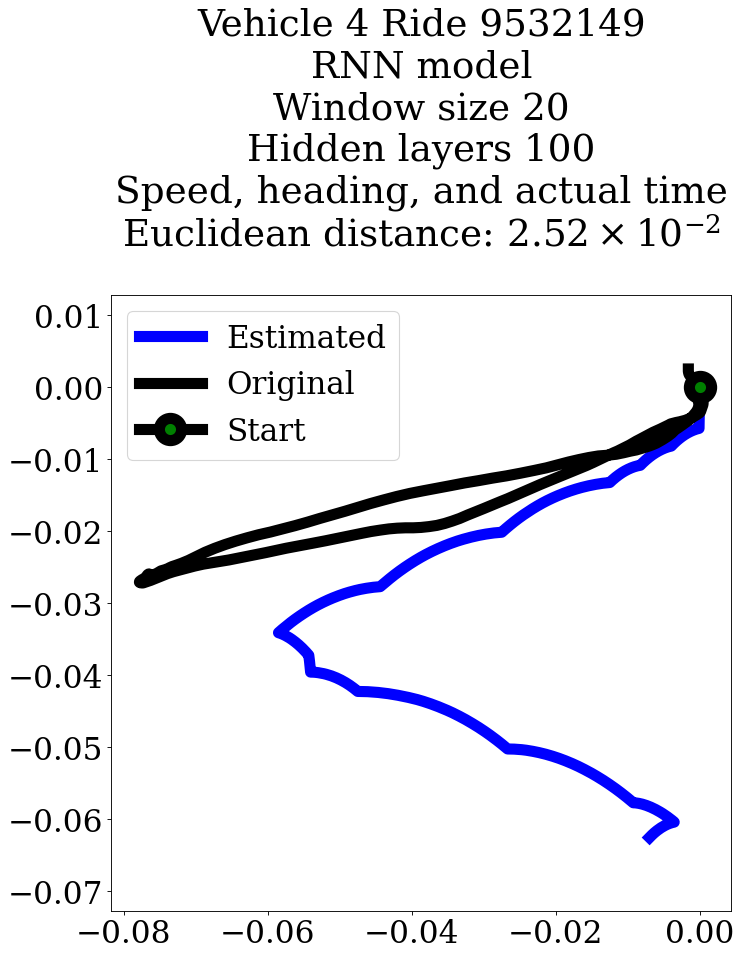 Vehicle 4 Ride 9532149
RNN model
Window size 20
Hidden layers 100
Speed, heading, and actual time
Euclidean distance: 2.52 × 10⁻²
Estimated
Original
Start
0.01
0.00
−0.01
−0.02
−0.03
−0.04
−0.05
−0.06
−0.07
−0.08 −0.06 −0.04 −0.02 0.00